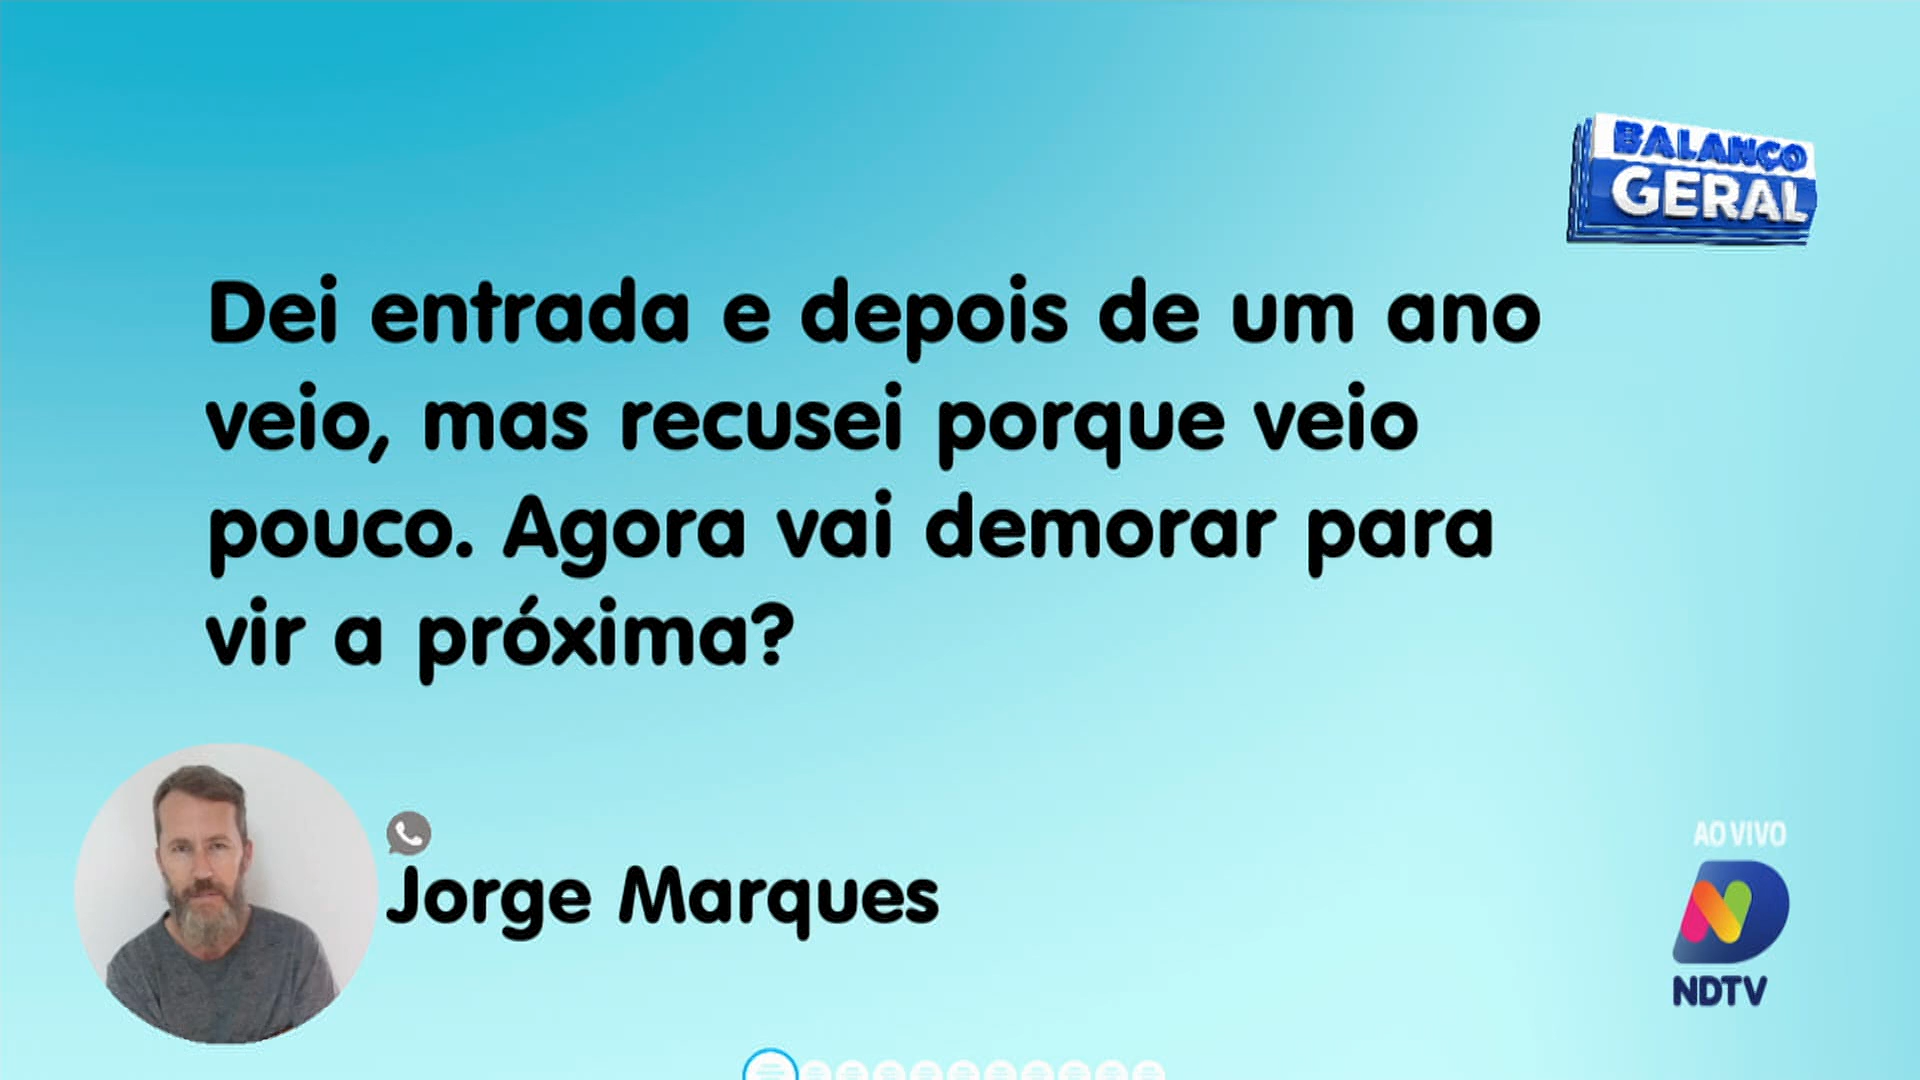 BALANÇO
GERAL
Dei entrada e depois de um ano
veio, mas recusei porque veio
pouco. Agora vai demorar para
vir a próxima?
Jorge Marques
AO VIVO
NDTV